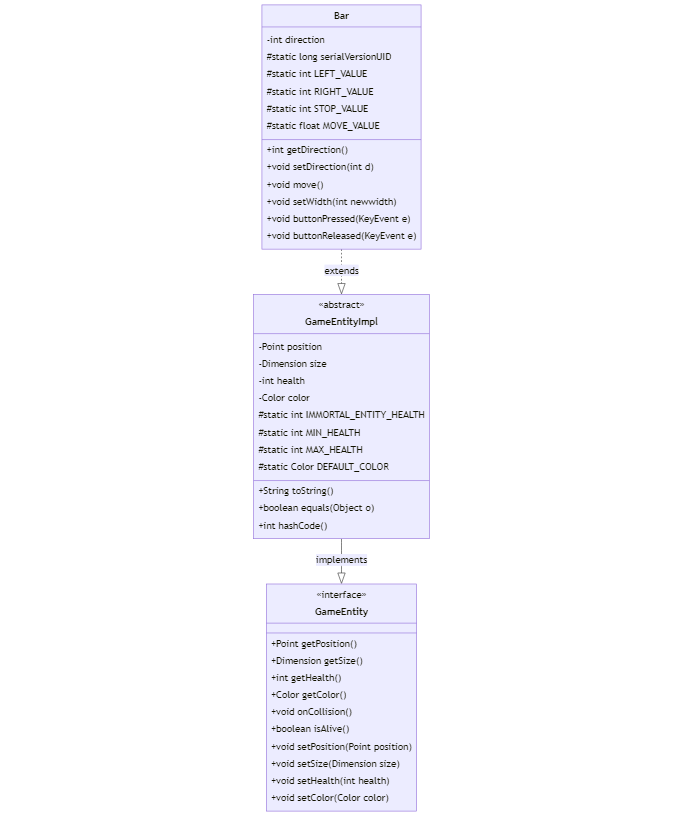 Bar
-int direction
#static long serialVersionUID
#static int LEFT_VALUE
#static int RIGHT_VALUE
#static int STOP_VALUE
#static float MOVE_VALUE
+int getDirection()
+void setDirection(int d)
+void move()
+void setWidth(int newwidth)
+void buttonPressed(KeyEvent e)
+void buttonReleased(KeyEvent e)
extends
«abstract»
GameEntityImpl
-Point position
-Dimension size
-int health
-Color color
#static int IMMORTAL_ENTITY_HEALTH
#static int MIN_HEALTH
#static int MAX_HEALTH
#static Color DEFAULT_COLOR
+String toString()
+boolean equals(Object o)
+int hashCode()
implements
«interface»
GameEntity
+Point getPosition()
+Dimension getSize()
+int getHealth()
+Color getColor()
+void onCollision()
+boolean isAlive()
+void setPosition(Point position)
+void setSize(Dimension size)
+void setHealth(int health)
+void setColor(Color color)